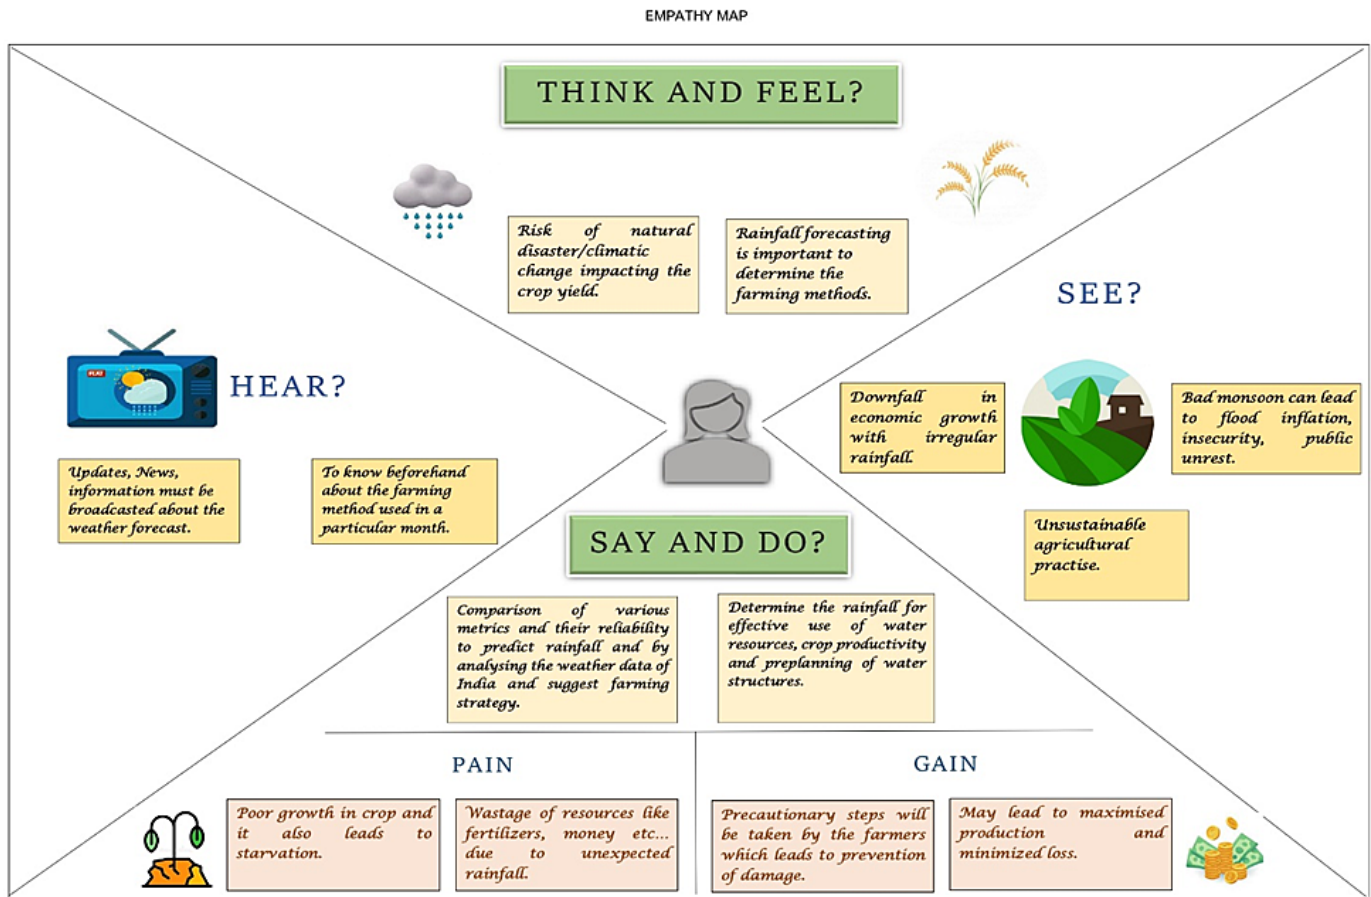 EMPATHY MAP
THINK AND FEEL?
Risk of natural
disaster/climatic
change impacting the
crop yield.
Rainfall forecasting
is important to
determine the
farming methods.
SEE?
HEAR?
Downfall in
economic growth
with irregular
rainfall.
Bad monsoon can lead
to flood inflation,
insecurity, public
unrest.
Updates, News,
information must be
broadcasted about the
weather forecast.
To know beforehand
about the farming
method used in a
particular month.
Unsustainable
agricultural
practise.
SAY AND DO?
Comparison of various
metrics and their reliability
to predict rainfall and by
analysing the weather data of
India and suggest farming
strategy.
Determine the rainfall for
effective use of water
resources, crop productivity
and preplanning of water
structures.
PAIN
GAIN
Poor growth in crop and
it also leads to
starvation.
Wastage of resources like
fertilizers, money etc...
due to unexpected
rainfall.
Precautionary steps will
be taken by the farmers
which leads to prevention
of damage.
May lead to maximised
production and
minimized loss.